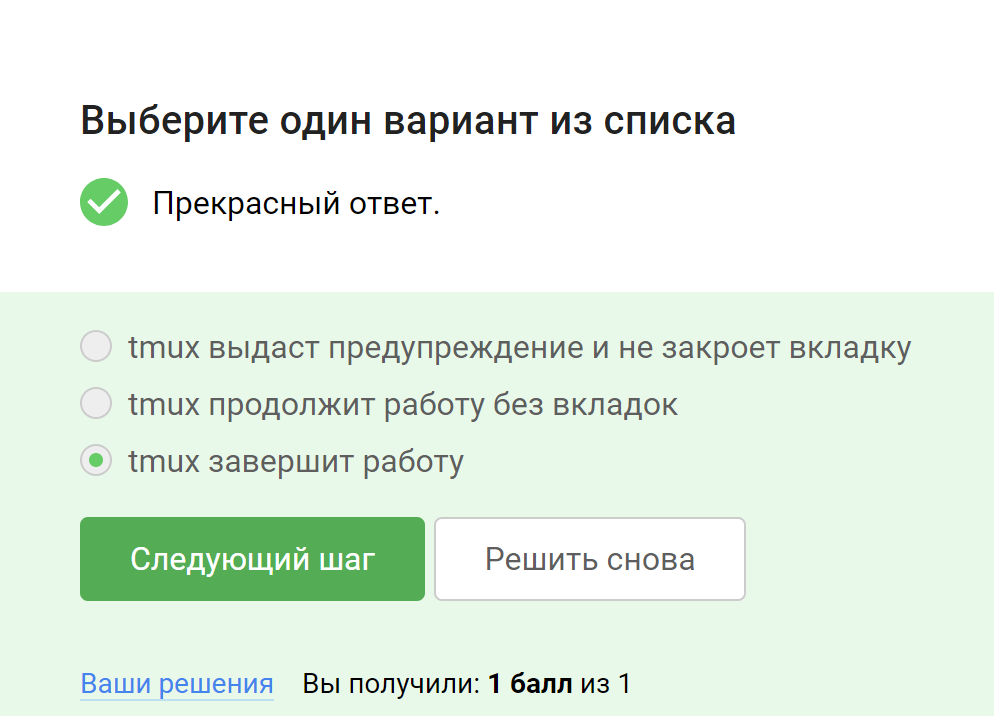 Выберите один вариант из списка
Прекрасный ответ.
tmux выдаст предупреждение и не закроет вкладку
tmux продолжит работу без вкладок
tmux завершит работу
Следующий шаг Решить снова
Ваши решения Вы получили: 1 балл из 1